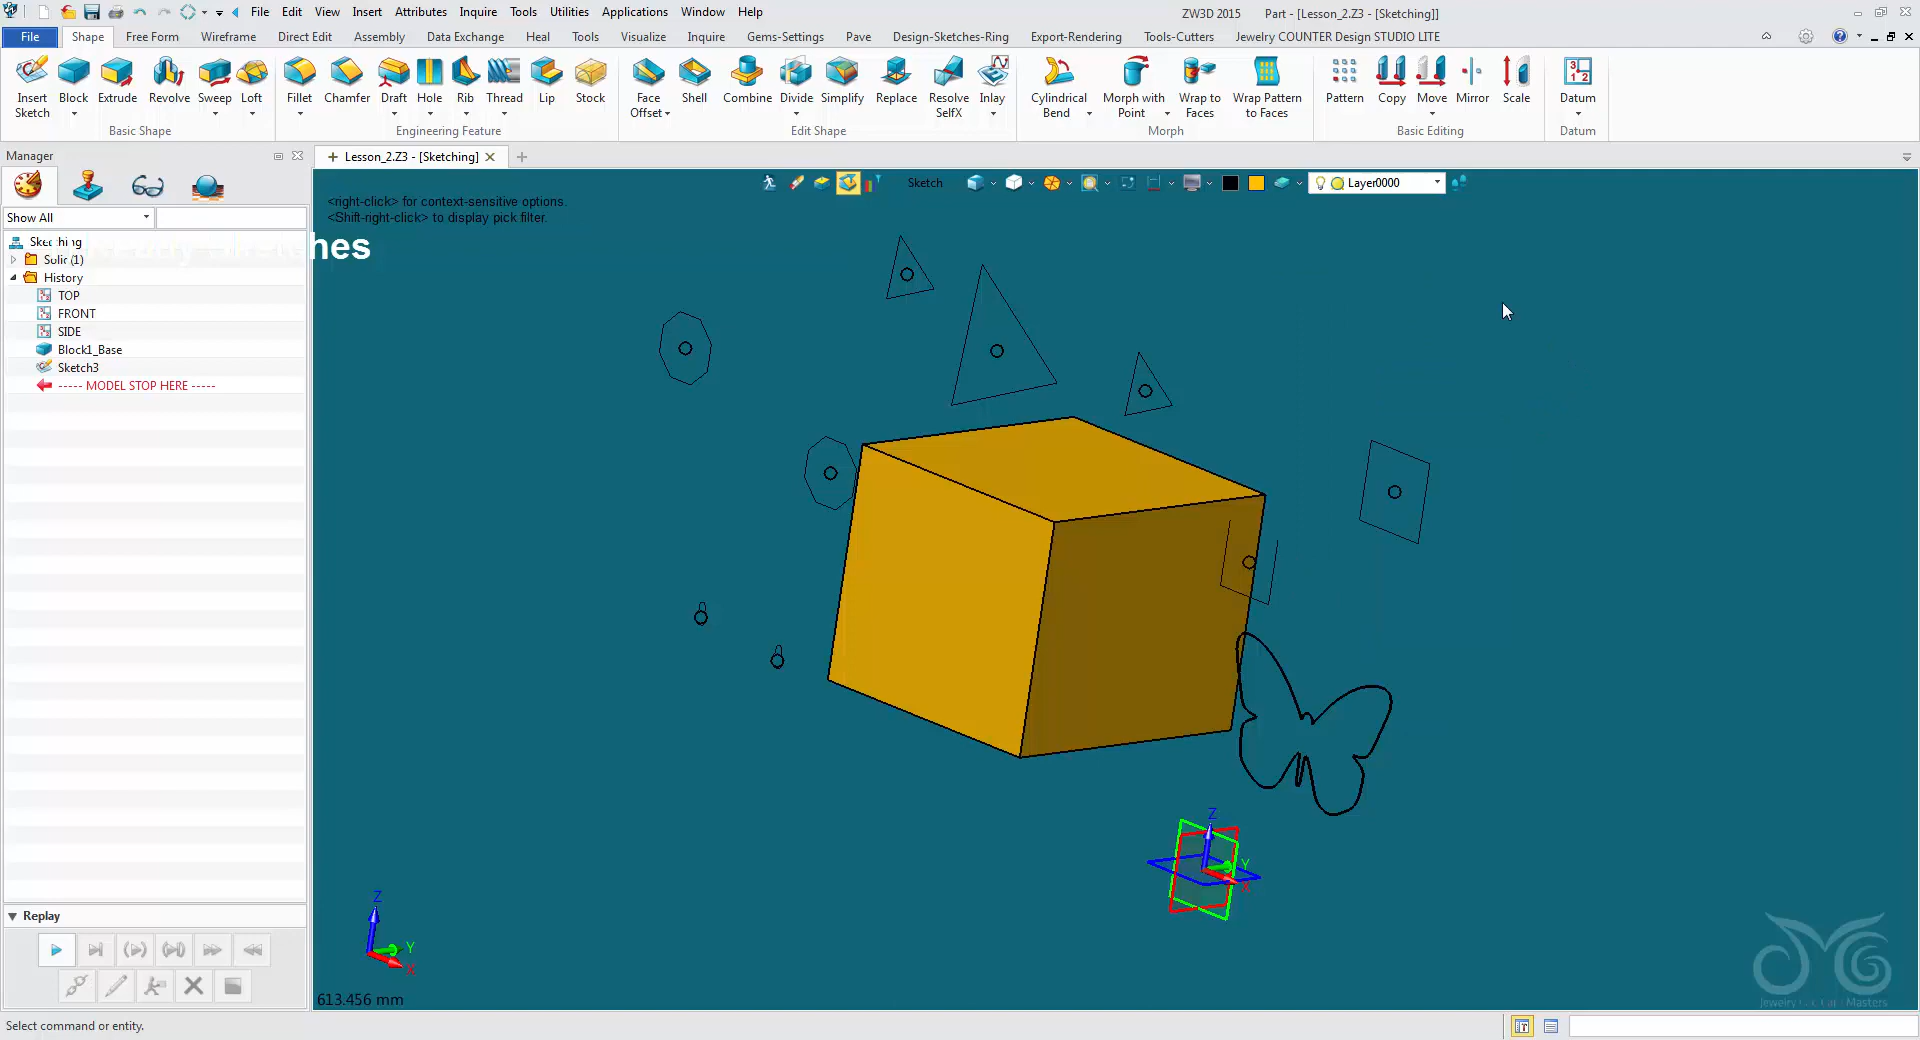 File Edit View Insert Attributes Inquire Tools Utilities Applications Window Help
ZW3D 2015 Part - [Lesson_2.Z3 - [Sketching]]
File Shape Free Form Wireframe Direct Edit Assembly Data Exchange Heal Tools Visualize Inquire Gems-Settings Pave Design-Sketches-Ring Export-Rendering Tools-Cutters Jewelry COUNTER Design STUDIO LITE
Insert Sketch Block Extrude Revolve Sweep Loft Fillet Chamfer Draft Hole Rib Thread Lip Stock Face Offset Shell Combine Divide Simplify Replace Resolve SelfX Inlay Cylindrical Bend Morph with Point Wrap to Faces Wrap Pattern to Faces Pattern Copy Move Mirror Scale Datum
Basic Shape Engineering Feature Edit Shape Morph Basic Editing Datum
Manager
Lesson_2.Z3 - [Sketching]
Sketch
Layer0000
<right-click> for context-sensitive options.
<Shift-right-click> to display pick filter.
Show All
hes
Solid (1)
History
TOP
FRONT
SIDE
Block1_Base
Sketch3
----- MODEL STOP HERE -----
Z
Y
X
Replay
Z
Y
X
613.456 mm
Masters
Select command or entity.